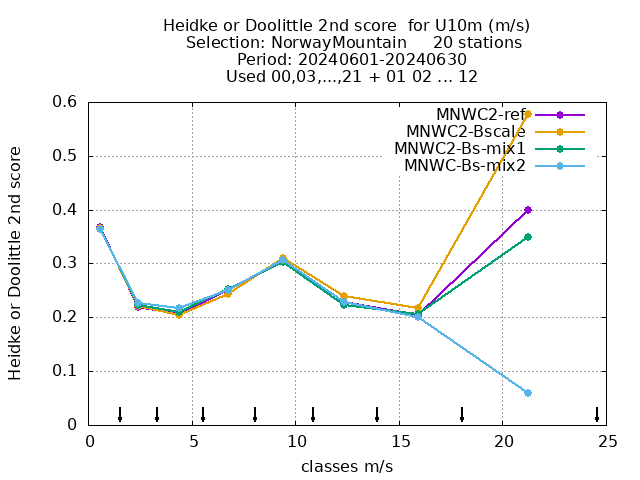 Heidke or Doolittle 2nd score  for U10m (m/s)
Selection: NorwayMountain     20 stations
Period: 20240601-20240630
Used 00,03,...,21 + 01 02 ... 12
Heidke or Doolittle 2nd score
0.6
0.5
0.4
0.3
0.2
0.1
0
MNWC2-ref
MNWC2-Bscale
MNWC2-Bs-mix1
MNWC-Bs-mix2
0 5 10 15 20 25
classes m/s